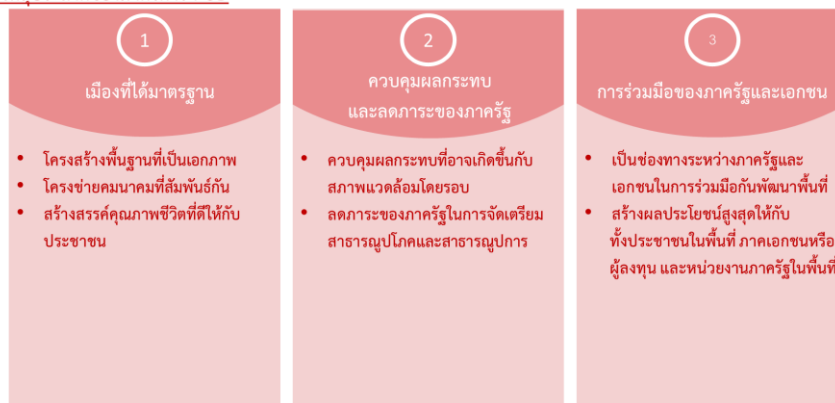 1
เมืองที่ได้มาตรฐาน
• โครงสร้างพื้นฐานที่เป็นเอกภาพ
• โครงข่ายคมนาคมที่สัมพันธ์กัน
• สร้างสรรค์คุณภาพชีวิตที่ดีให้กับ
ประชาชน
2
ควบคุมผลกระทบ
และลดภาระของภาครัฐ
• ควบคุมผลกระทบที่อาจเกิดขึ้นกับ
สภาพแวดล้อมโดยรอบ
• ลดภาระของภาครัฐในการจัดเตรียม
สาธารณูปโภคและสาธารณูปการ
3
การร่วมมือของภาครัฐและเอกชน
• เป็นช่องทางระหว่างภาครัฐและ
เอกชนในการร่วมมือกันพัฒนาพื้นที่
• สร้างผลประโยชน์สูงสุดให้กับ
ทั้งประชาชนในพื้นที่ ภาคเอกชนหรือ
ผู้ลงทุน และหน่วยงานภาครัฐในพื้นที่